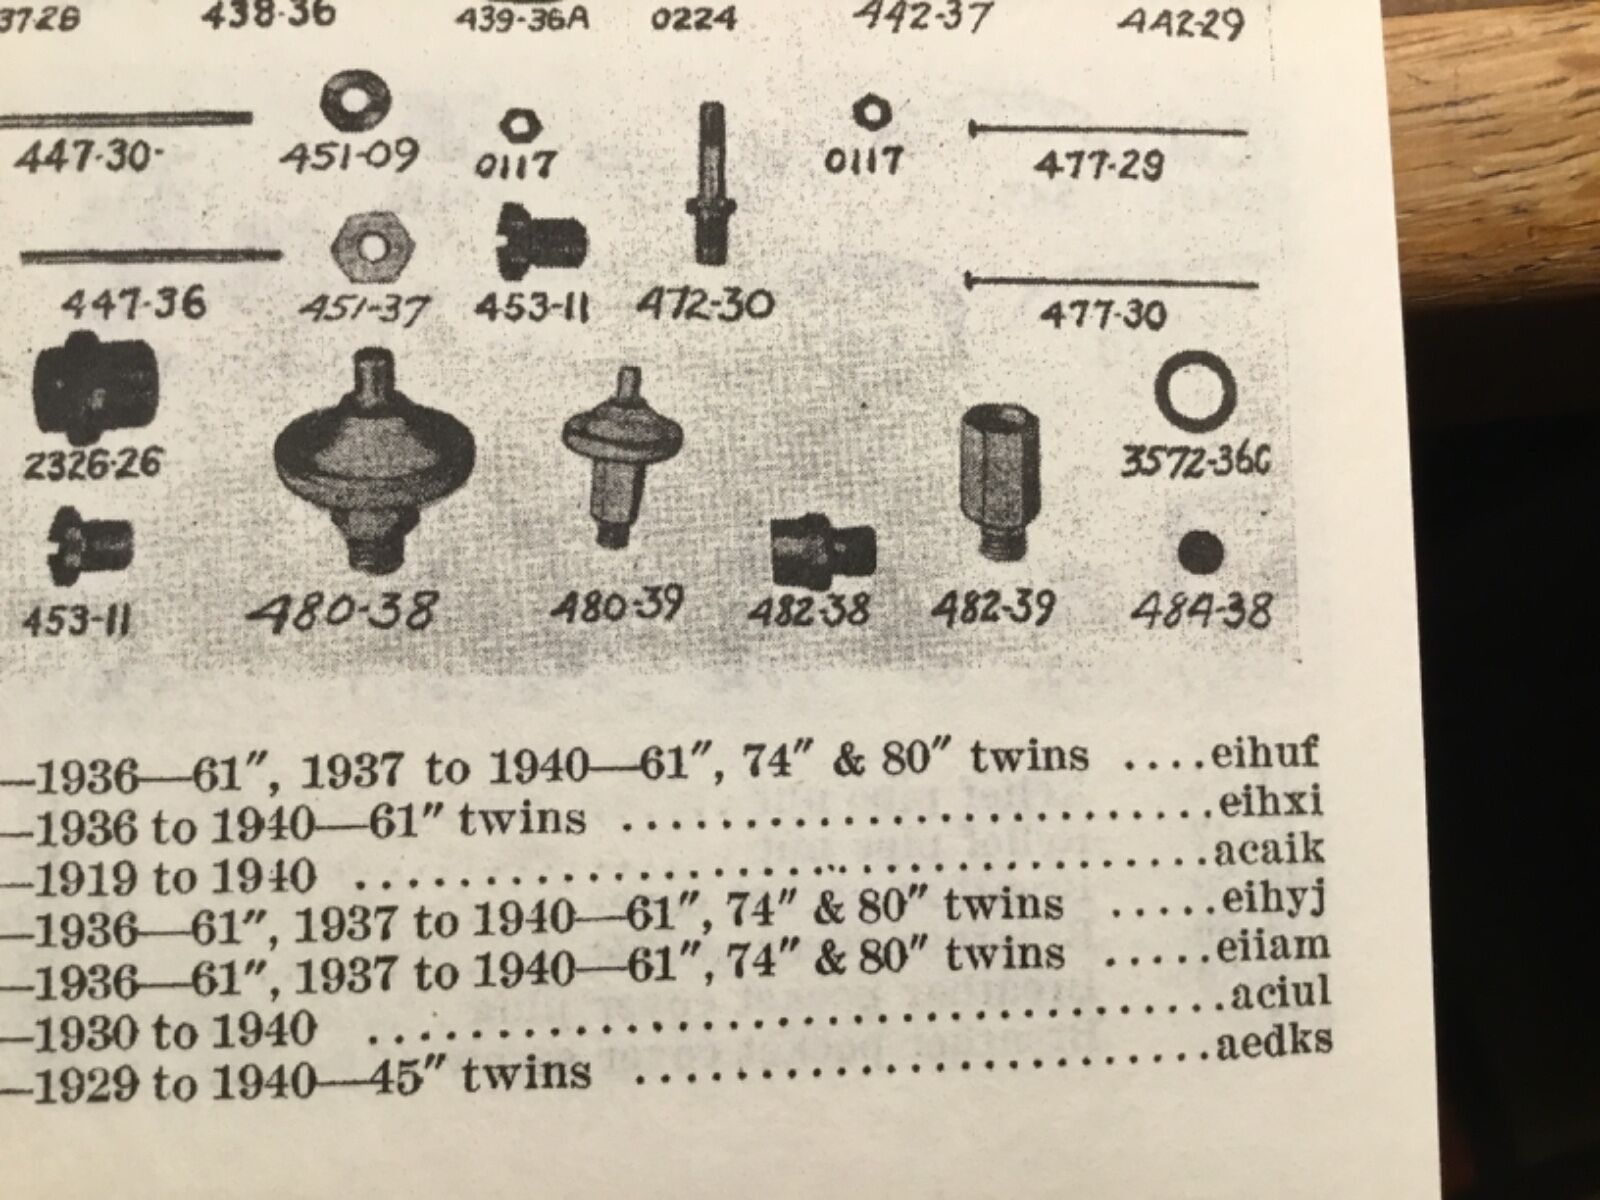 372B 438-36 439-36A 0224 442-37 442-29
447-30- 451-09 0117 0117 477-29
447-36 451-37 453-11 472-30 477-30
2326-26 3572-36C
453-11 480-38 480-39 482-38 482-39 484-38
—1936—61″, 1937 to 1940—61″, 74″ & 80″ twins ....eihuf
—1936 to 1940—61″ twins ........................eihxi
—1919 to 1940 ..................................acaik
—1936—61″, 1937 to 1940—61″, 74″ & 80″ twins .....eihyj
—1936—61″, 1937 to 1940—61″, 74″ & 80″ twins .....eiiam
—1930 to 1940 ..................................aciul
—1929 to 1940—45″ twins .......................aedks